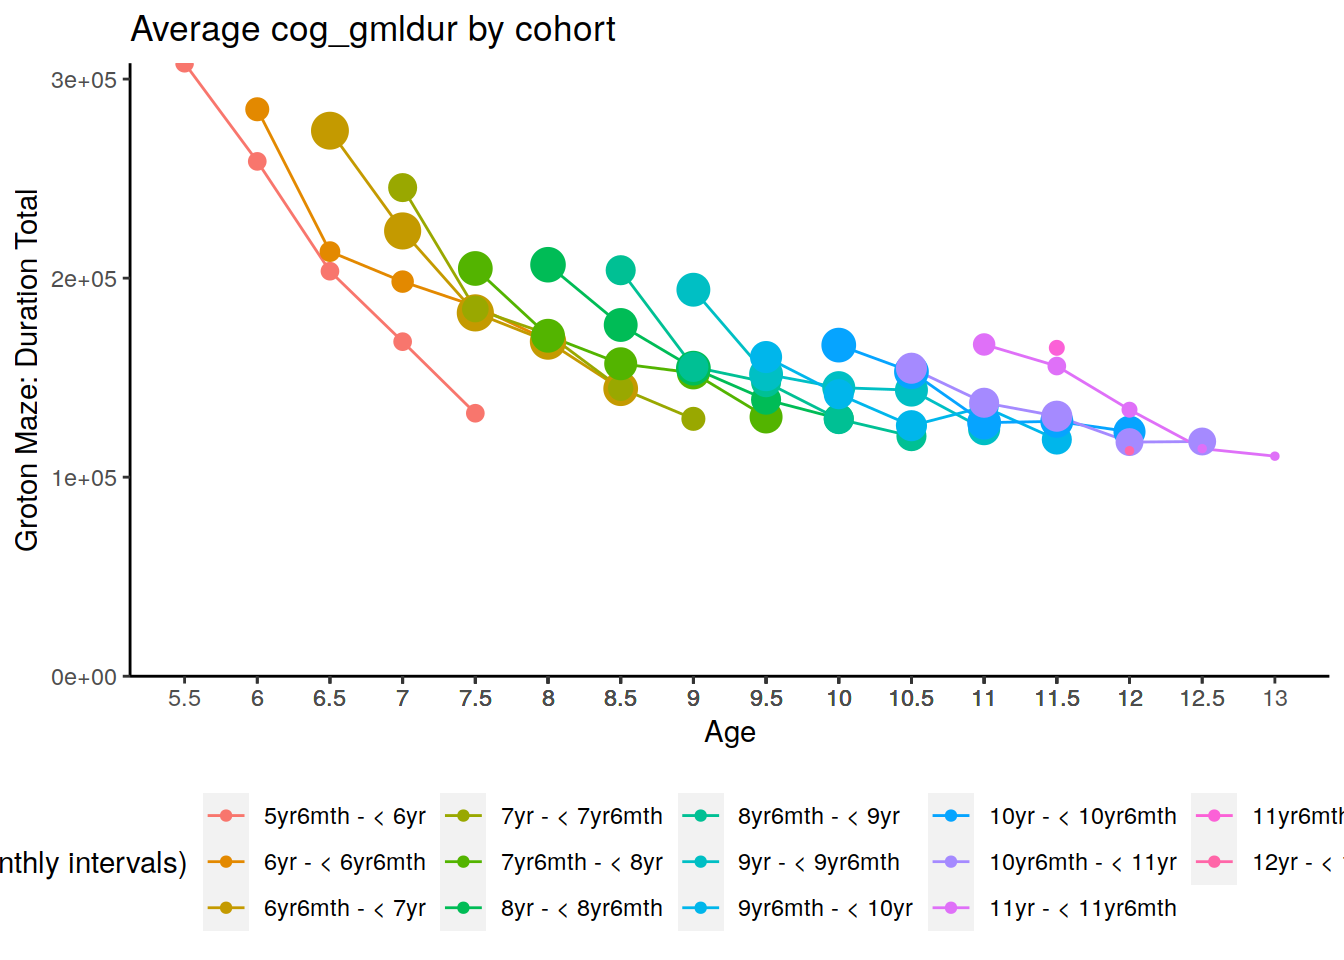 Average cog_gmldur by cohort
Groton Maze: Duration Total
3e+05
2e+05
1e+05
0e+00
5.5 6 6.5 7 7.5 8 8.5 9 9.5 10 10.5 11 11.5 12 12.5 13
Age
5yr6mth - < 6yr 7yr - < 7yr6mth 8yr6mth - < 9yr 10yr - < 10yr6mth 11yr6mth
nthly intervals) 6yr - < 6yr6mth 7yr6mth - < 8yr 9yr - < 9yr6mth 10yr6mth - < 11yr 12yr - <
6yr6mth - < 7yr 8yr - < 8yr6mth 9yr6mth - < 10yr 11yr - < 11yr6mth